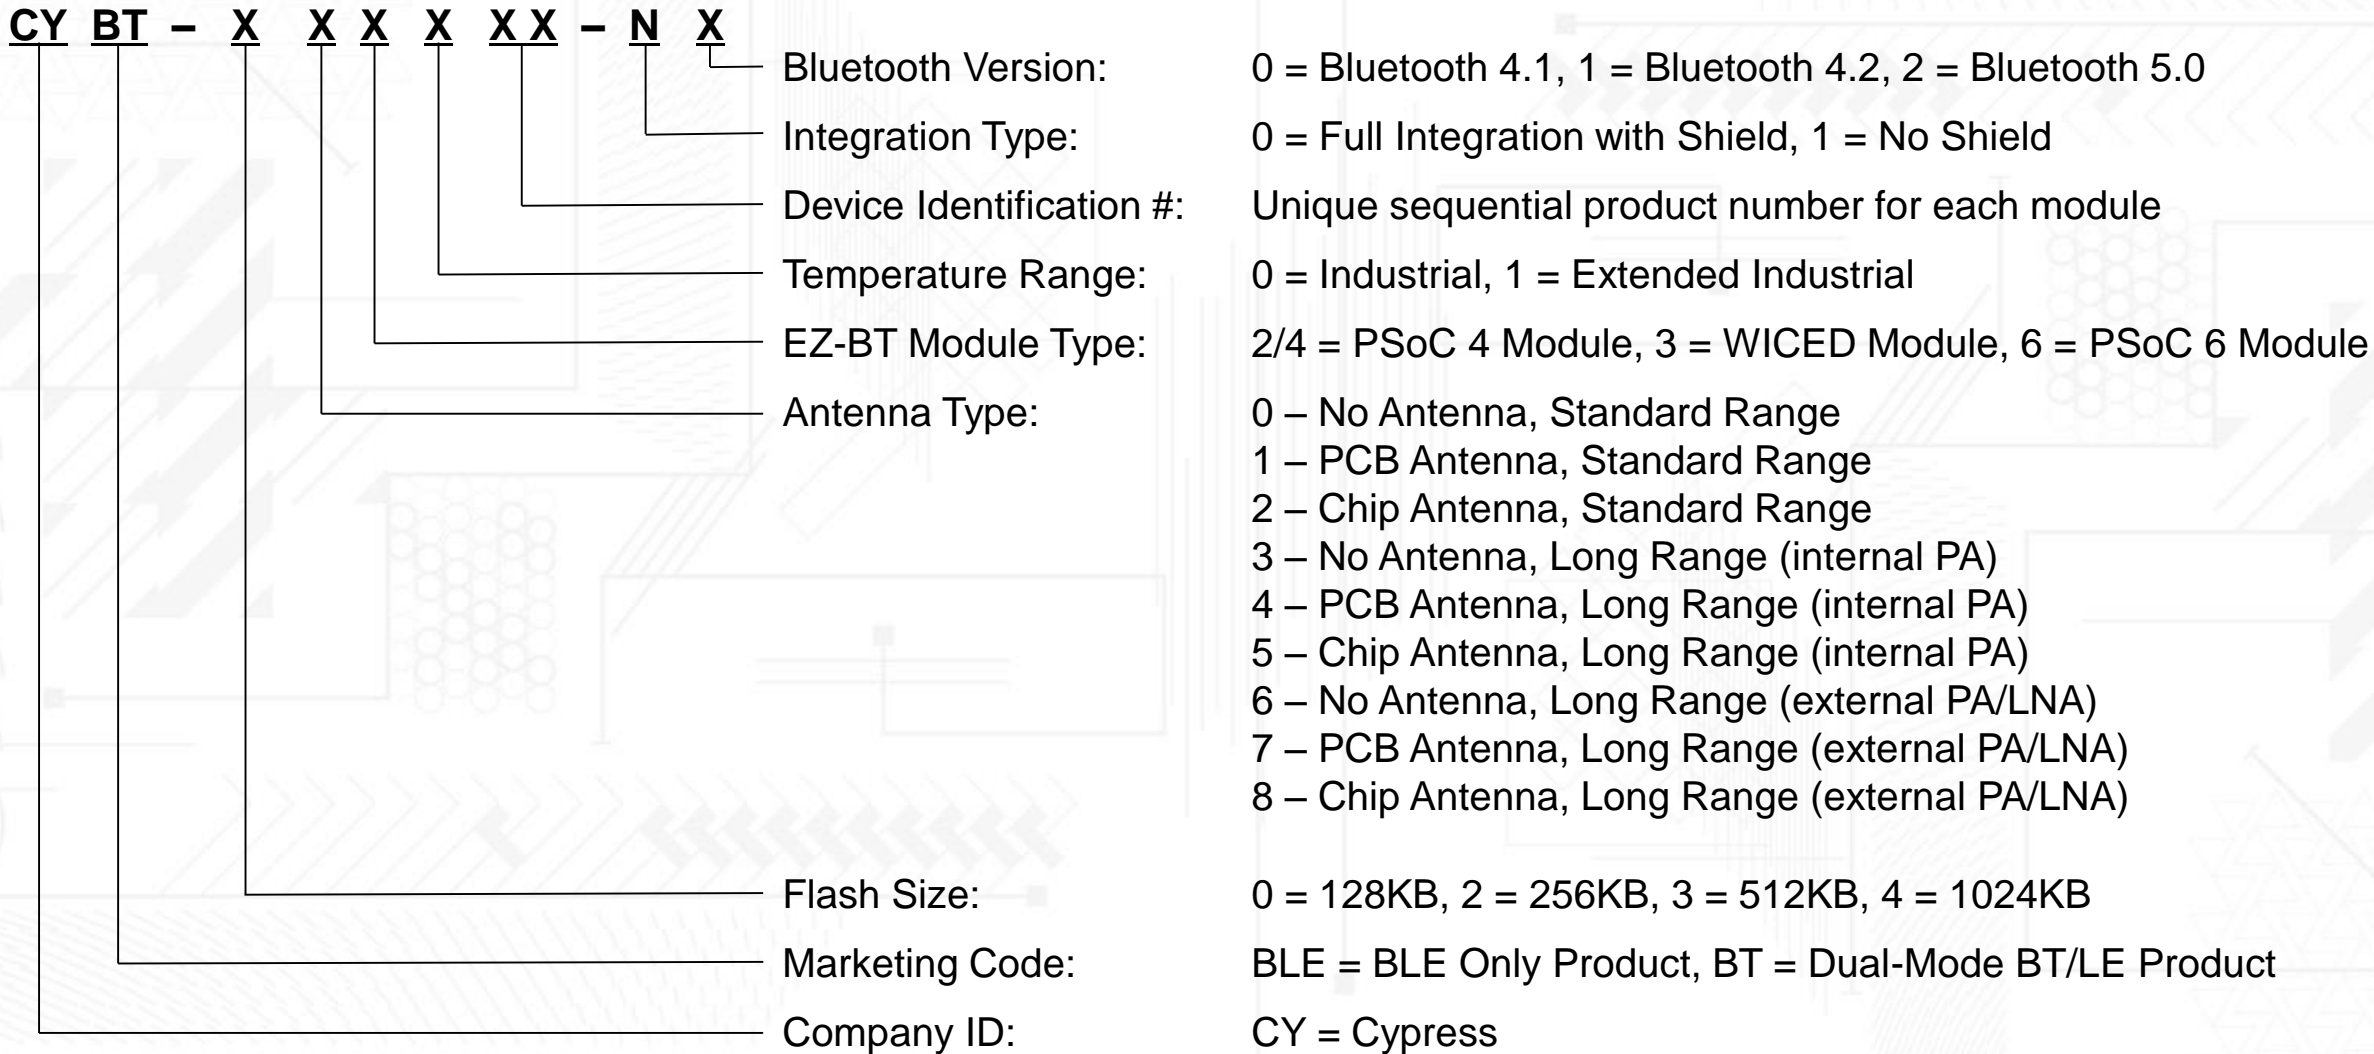 CY BT – X X X X X X – N X
Bluetooth Version: 0 = Bluetooth 4.1, 1 = Bluetooth 4.2, 2 = Bluetooth 5.0
Integration Type: 0 = Full Integration with Shield, 1 = No Shield
Device Identification #: Unique sequential product number for each module
Temperature Range: 0 = Industrial, 1 = Extended Industrial
EZ-BT Module Type: 2/4 = PSoC 4 Module, 3 = WICED Module, 6 = PSoC 6 Module
Antenna Type: 0 – No Antenna, Standard Range
1 – PCB Antenna, Standard Range
2 – Chip Antenna, Standard Range
3 – No Antenna, Long Range (internal PA)
4 – PCB Antenna, Long Range (internal PA)
5 – Chip Antenna, Long Range (internal PA)
6 – No Antenna, Long Range (external PA/LNA)
7 – PCB Antenna, Long Range (external PA/LNA)
8 – Chip Antenna, Long Range (external PA/LNA)
Flash Size: 0 = 128KB, 2 = 256KB, 3 = 512KB, 4 = 1024KB
Marketing Code: BLE = BLE Only Product, BT = Dual-Mode BT/LE Product
Company ID: CY = Cypress